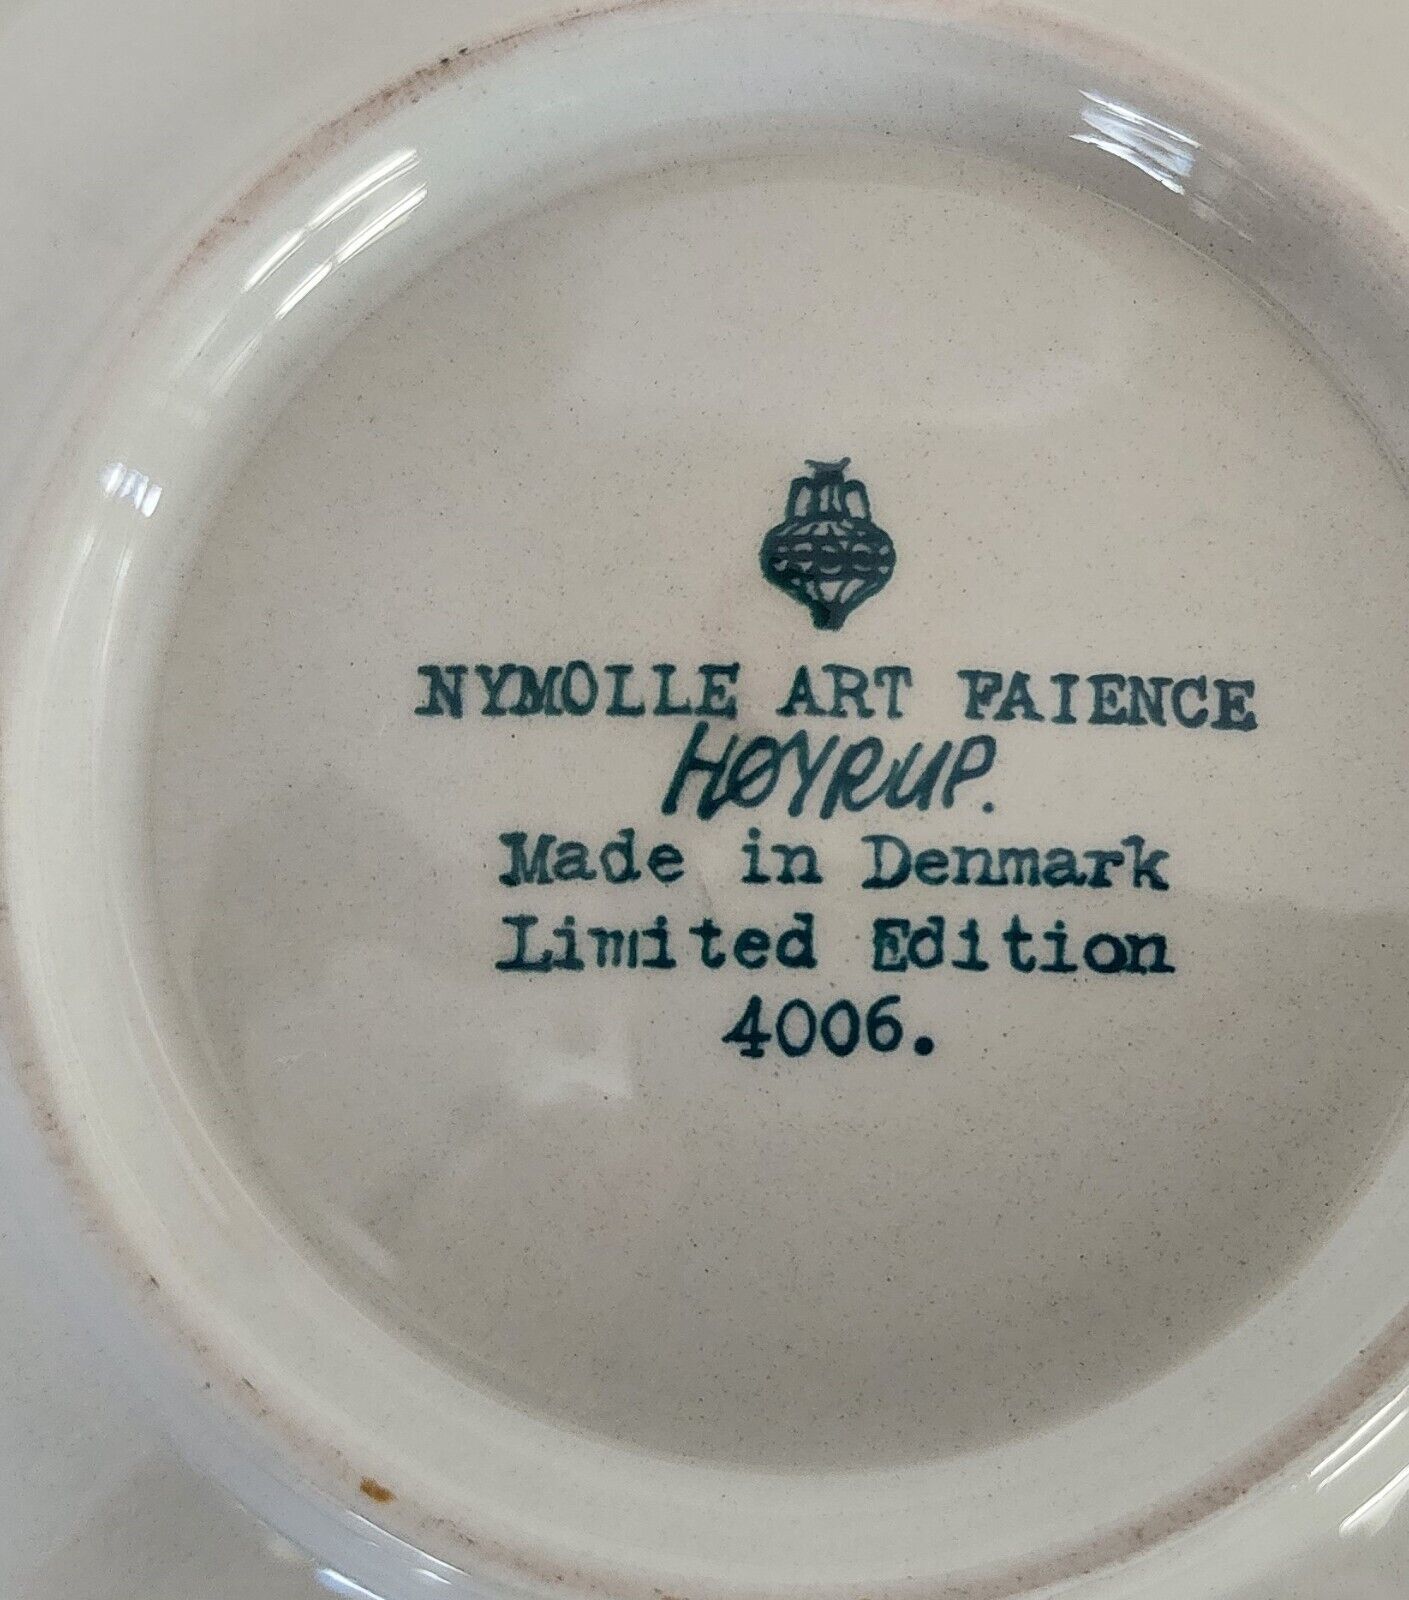 NYMOLLE ART FAIENCE
HØYRUP.
Made in Denmark
Limited Edition
4006.